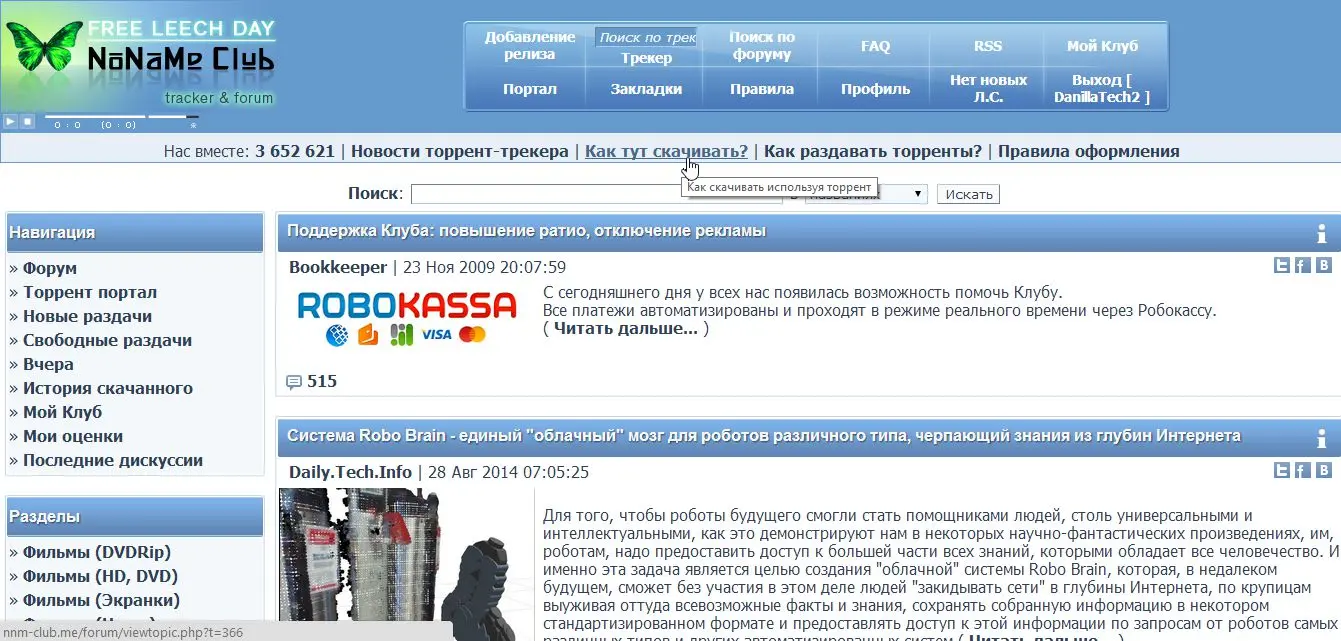 FREE LEECH DAY
NoNaMe Club
tracker & forum
0 : 0 (0 : 0)
Добавление релиза
Поиск по трек
Трекер
Поиск по форуму
FAQ
RSS
Мой Клуб
Портал
Закладки
Правила
Профиль
Нет новых Л.С.
Выход [ DanillaTech2 ]
Нас вместе: 3 652 621 | Новости торрент-трекера | Как тут скачивать? | Как раздавать торренты? | Правила оформления
Как скачивать используя торрент
Поиск:
Искать
Навигация
» Форум
» Торрент портал
» Новые раздачи
» Свободные раздачи
» Вчера
» История скачанного
» Мой Клуб
» Мои оценки
» Последние дискуссии
Разделы
» Фильмы (DVDRip)
» Фильмы (HD, DVD)
» Фильмы (Экранки)
nnm-club.me/forum/viewtopic.php?t=366
Поддержка Клуба: повышение ратио, отключение рекламы
Bookkeeper | 23 Ноя 2009 20:07:59
ROBOKASSA
VISA
С сегодняшнего дня у всех нас появилась возможность помочь Клубу.
Все платежи автоматизированы и проходят в режиме реального времени через Робокассу.
( Читать дальше... )
515
Система Robo Brain - единый "облачный" мозг для роботов различного типа, черпающий знания из глубин Интернета
Daily.Tech.Info | 28 Авг 2014 07:05:25
Для того, чтобы роботы будущего смогли стать помощниками людей, столь универсальными и
интеллектуальными, как это демонстрируют нам в некоторых научно-фантастических произведениях, им,
роботам, надо предоставить доступ к большей части всех знаний, которыми обладает все человечество. И
именно эта задача является целью создания "облачной" системы Robo Brain, которая, в недалеком
будущем, сможет без участия в этом деле людей "закидывать сети" в глубины Интернета, по крупицам
выуживая оттуда всевозможные факты и знания, сохранять собранную информацию в некотором
стандартизированном формате и предоставлять доступ к этой информации по запросам от роботов самых
различных типов и других автоматизированных систем ( Читать дальше... )